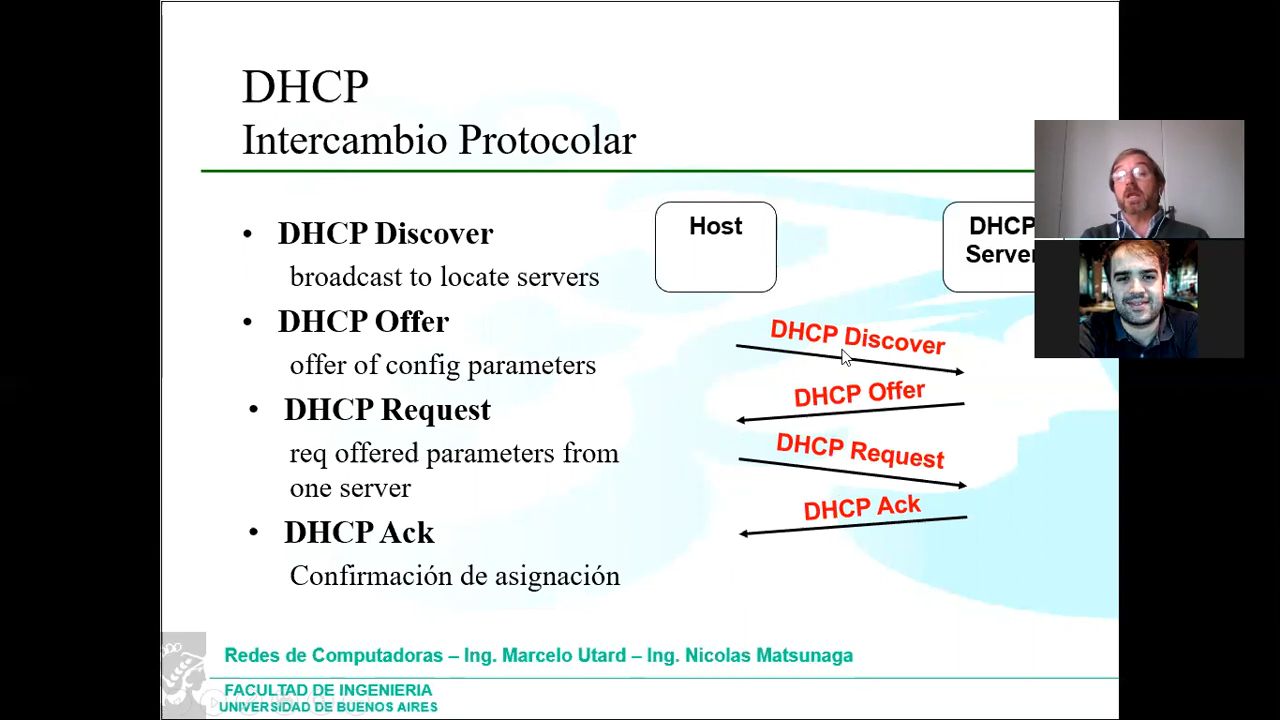 DHCP
Intercambio Protocolar
• DHCP Discover
broadcast to locate servers
• DHCP Offer
offer of config parameters
• DHCP Request
req offered parameters from
one server
• DHCP Ack
Confirmación de asignación
Host
DHCP
Server
DHCP Discover
DHCP Offer
DHCP Request
DHCP Ack
Redes de Computadoras – Ing. Marcelo Utard – Ing. Nicolas Matsunaga
FACULTAD DE INGENIERIA
UNIVERSIDAD DE BUENOS AIRES